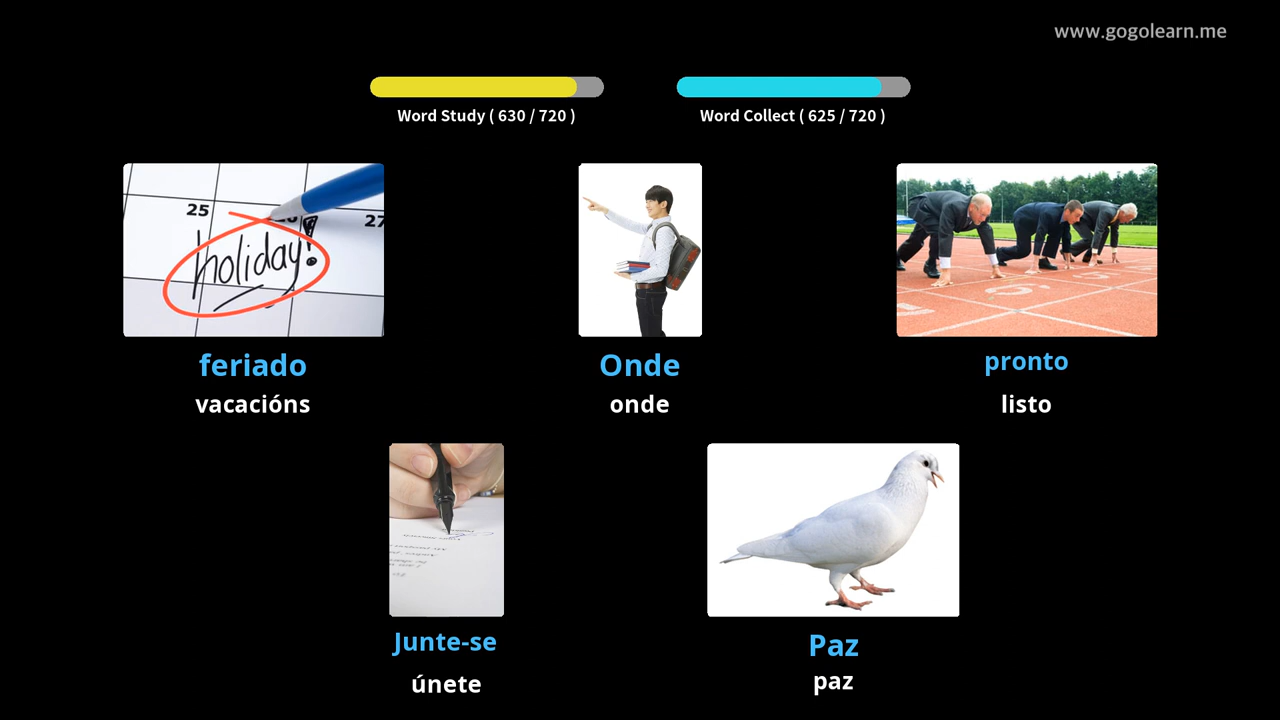 www.gogolearn.me
Word Study ( 630 / 720 )
Word Collect ( 625 / 720 )
25
27
holiday!
feriado
vacacións
Onde
onde
pronto
listo
Junte-se
únete
Paz
paz